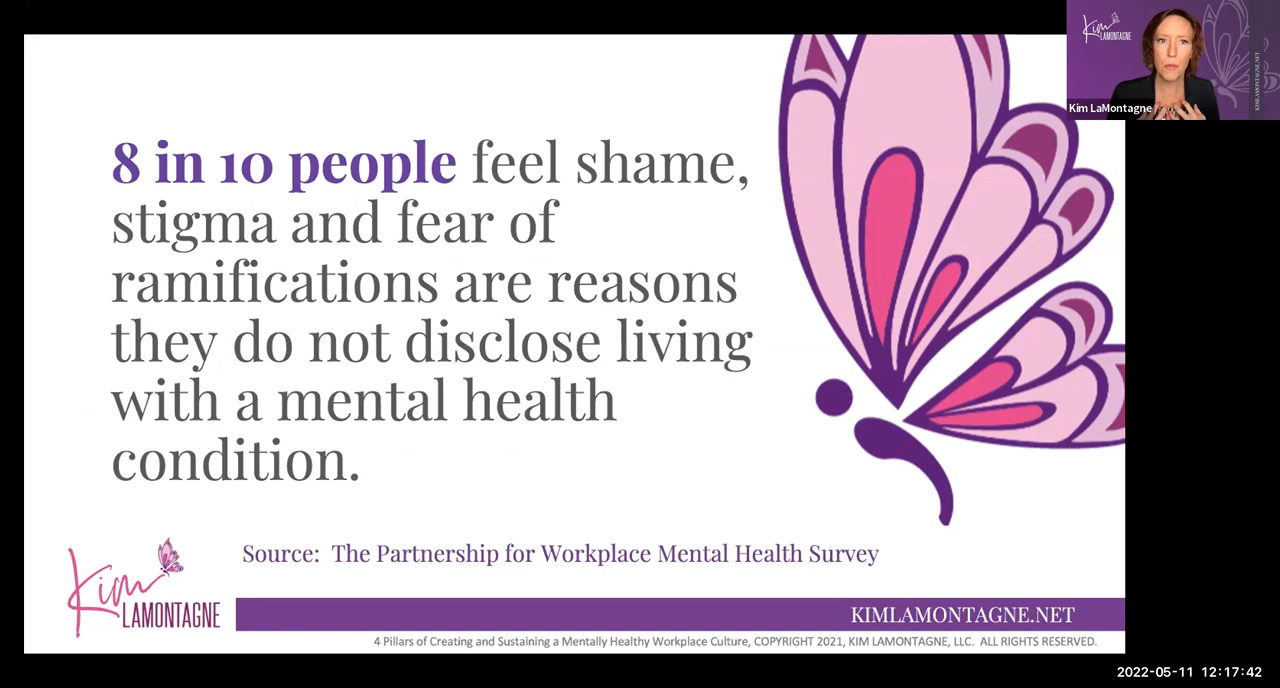 Kim
LAMONTAGNE
KIMLAMONTAGNE.NET
Kim LaMontagne
8 in 10 people feel shame,
stigma and fear of
ramifications are reasons
they do not disclose living
with a mental health
condition.
Source: The Partnership for Workplace Mental Health Survey
Kim
LAMONTAGNE
KIMLAMONTAGNE.NET
4 Pillars of Creating and Sustaining a Mentally Healthy Workplace Culture, COPYRIGHT 2021, KIM LAMONTAGNE, LLC. ALL RIGHTS RESERVED.
2022-05-11 12:17:42